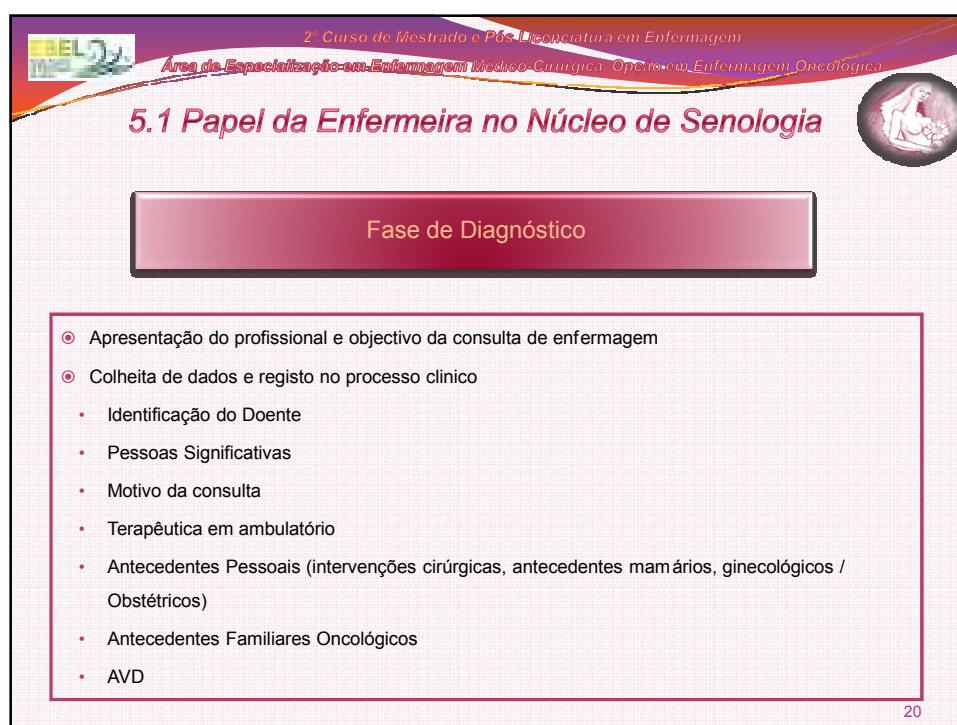 2º Curso de Mestrado e Pós Licenciatura em Enfermagem
Área de Especialização em Enfermagem Médico-Cirúrgica Opção em Enfermagem Oncológica
5.1 Papel da Enfermeira no Núcleo de Senologia
Fase de Diagnóstico
Apresentação do profissional e objectivo da consulta de enfermagem
Colheita de dados e registo no processo clinico
Identificação do Doente
Pessoas Significativas
Motivo da consulta
Terapêutica em ambulatório
Antecedentes Pessoais (intervenções cirúrgicas, antecedentes mamários, ginecológicos /
Obstétricos)
Antecedentes Familiares Oncológicos
AVD
20